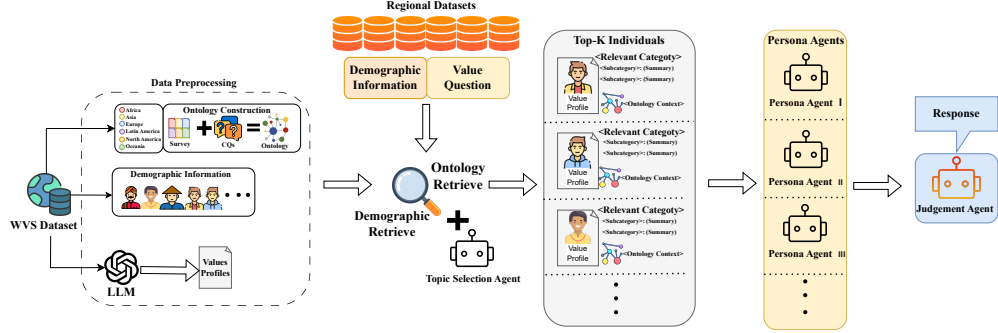 Regional Datasets
Demographic
Information
Value
Question
Data Preprocessing
Africa
Asia
Europe
Latin America
North America
Oceonia
Ontology Construction
Survey
CQs
Ontology
Demographic Information
WVS Dataset
LLM
Values
Profiles
Ontology
Retrieve
Demographic
Retrieve
Topic Selection Agent
Top-K Individuals
<Relevant Categoty>
<Subcategory>: (Summary)
<Subcategory>: (Summary)
Value
Profile
<Ontology Context>
<Relevant Category>
<Subcategory>: (Summary)
<Subcategory>: (Summary)
Value
Profile
<Ontology Context>
<Relevant Category>
<Subcategory>: (Summary)
<Subcategory>: (Summary)
Value
Profile
<Ontology Context>
Persona Agents
Persona Agent I
Persona Agent II
Persona Agent III
Response
Judgement Agent